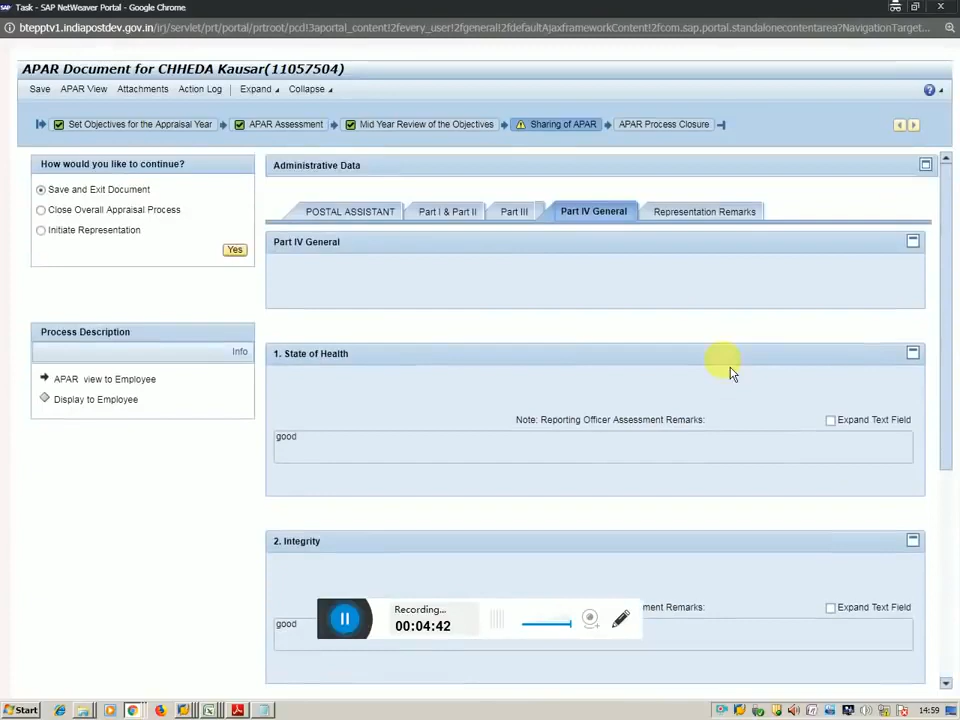 Task - SAP NetWeaver Portal - Google Chrome
bteppptv1.indiapostdev.gov.in/irj/servlet/prt/portal/prtroot/pcd!3aportal_content!2fevery_user!2fgeneral!2fdefaultAjaxframeworkContent!2fcom.sap.portal.standalonecontentarea?NavigationTarget...
APAR Document for CHHEDA Kausar(11057504)
Save APAR View Attachments Action Log Expand Collapse
Set Objectives for the Appraisal Year APAR Assessment Mid Year Review of the Objectives Sharing of APAR APAR Process Closure
How would you like to continue?
Save and Exit Document
Close Overall Appraisal Process
Initiate Representation
Yes
Process Description
Info
APAR view to Employee
Display to Employee
Administrative Data
POSTAL ASSISTANT Part I & Part II Part III Part IV General Representation Remarks
Part IV General
1. State of Health
Note: Reporting Officer Assessment Remarks: Expand Text Field
good
2. Integrity
ment Remarks: Expand Text Field
good
Recording...
00:04:42
Start
14:59